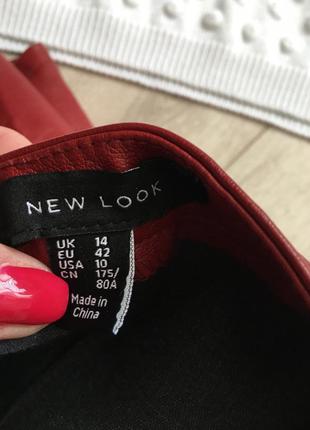 NEW LOOK
UK 14
EU 42
USA 10
CN 175/
80A
Made in
China